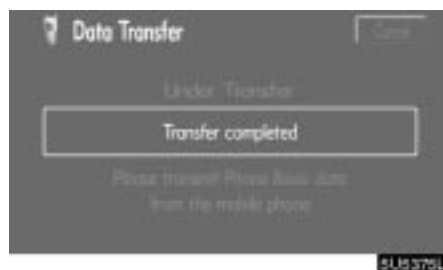 Data Transfer
Under Transfer
Transfer completed
Please transmit Phone Book data
from the mobile phone